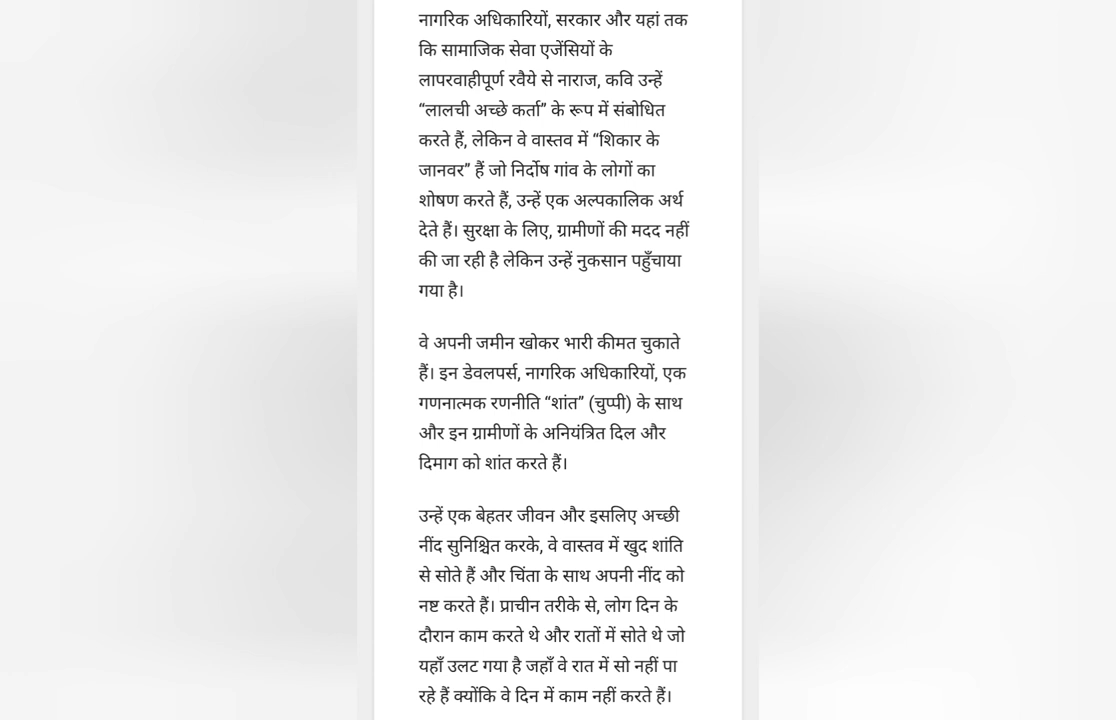 नागरिक अधिकारियों, सरकार और यहां तक
कि सामाजिक सेवा एजेंसियों के
लापरवाहीपूर्ण रवैये से नाराज, कवि उन्हें
“लालची अच्छे कर्ता” के रूप में संबोधित
करते हैं, लेकिन वे वास्तव में “शिकार के
जानवर” हैं जो निर्दोष गांव के लोगों का
शोषण करते हैं, उन्हें एक अल्पकालिक अर्थ
देते हैं। सुरक्षा के लिए, ग्रामीणों की मदद नहीं
की जा रही है लेकिन उन्हें नुकसान पहुँचाया
गया है।
वे अपनी जमीन खोकर भारी कीमत चुकाते
हैं। इन डेवलपर्स, नागरिक अधिकारियों, एक
गणनात्मक रणनीति “शांत” (चुप्पी) के साथ
और इन ग्रामीणों के अनियंत्रित दिल और
दिमाग को शांत करते हैं।
उन्हें एक बेहतर जीवन और इसलिए अच्छी
नींद सुनिश्चित करके, वे वास्तव में खुद शांति
से सोते हैं और चिंता के साथ अपनी नींद को
नष्ट करते हैं। प्राचीन तरीके से, लोग दिन के
दौरान काम करते थे और रातों में सोते थे जो
यहाँ उलट गया है जहाँ वे रात में सो नहीं पा
रहे हैं क्योंकि वे दिन में काम नहीं करते हैं।